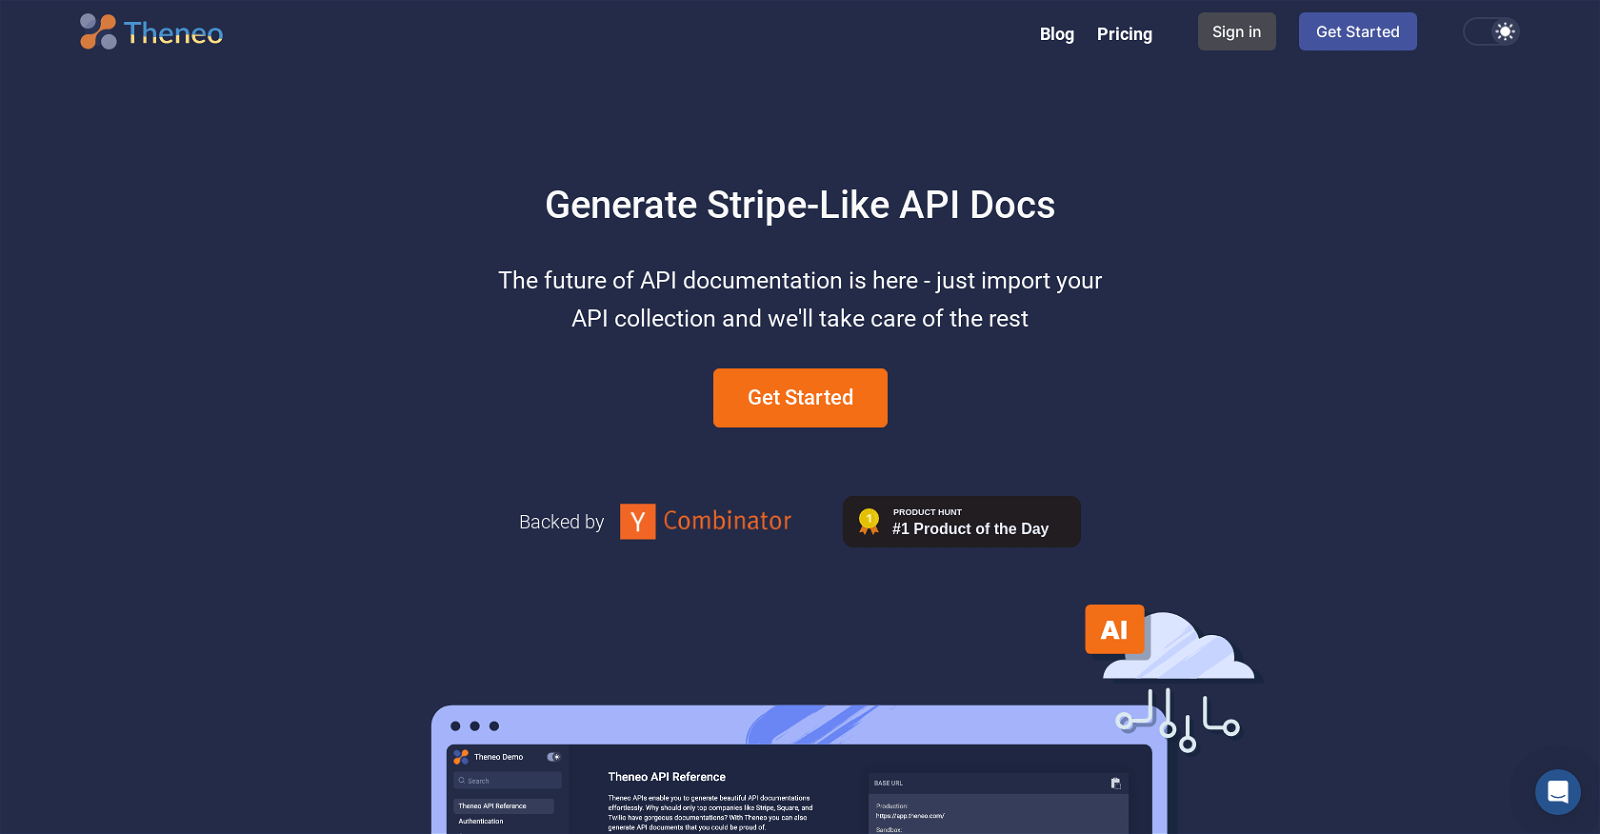 Theneo
Blog
Pricing
Sign in
Get Started
Generate Stripe-Like API Docs
The future of API documentation is here - just import your
API collection and we'll take care of the rest
Get Started
Backed by
Y Combinator
1
PRODUCT HUNT
#1 Product of the Day
AI
Theneo Demo
Search
Theneo API Reference
Authentication
Theneo API Reference
Theneo APIs enable you to generate beautiful API documentations
effortlessly. Why should only top companies like Stripe, Square, and
Twilio have gorgeous documentations? With Theneo you can also
generate API documents that you could be proud of.
BASE URL
Production:
https://app.theneo.com/
Sandbox: